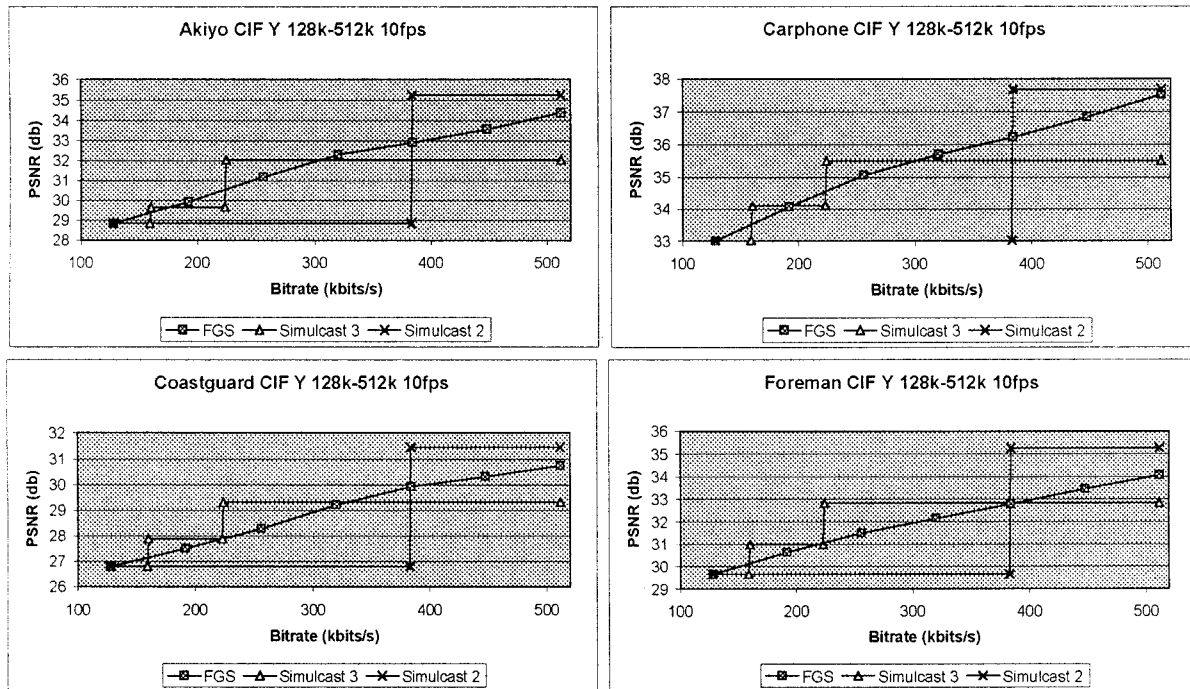 Akiyo CIF Y 128k-512k 10fps
PSNR (db)
36
35
34
33
32
31
30
29
28
100 200 300 400 500
Bitrate (kbits/s)
FGS Simulcast 3 Simulcast 2
Carphone CIF Y 128k-512k 10fps
PSNR (db)
38
37
36
35
34
33
100 200 300 400 500
Bitrate (kbits/s)
FGS Simulcast 3 Simulcast 2
Coastguard CIF Y 128k-512k 10fps
PSNR (db)
32
31
30
29
28
27
26
100 200 300 400 500
Bitrate (kbits/s)
FGS Simulcast 3 Simulcast 2
Foreman CIF Y 128k-512k 10fps
PSNR (db)
36
35
34
33
32
31
30
29
100 200 300 400 500
Bitrate (kbits/s)
FGS Simulcast 3 Simulcast 2